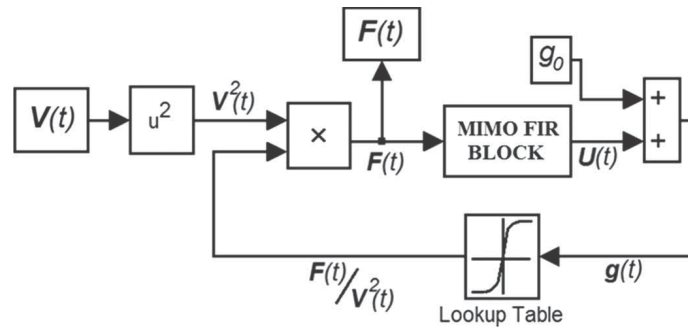 F(t)
g₀
V(t)
u²
V²(t)
×
F(t)
MIMO FIR
BLOCK
U(t)
+
+
F(t)/V²(t)
g(t)
Lookup Table